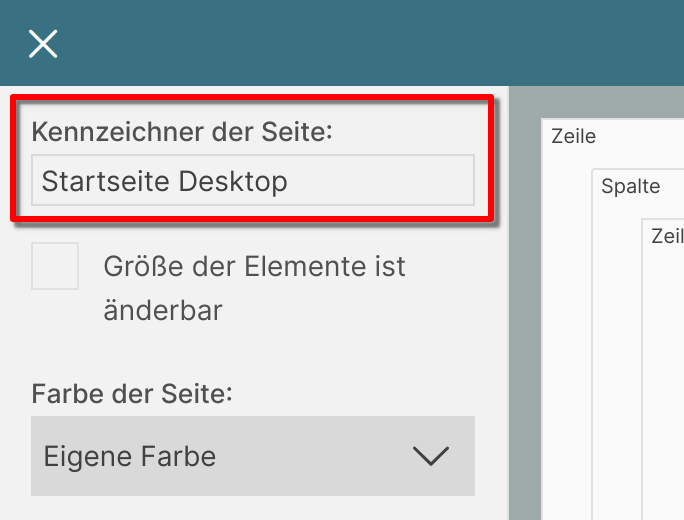 Kennzeichner der Seite:
Startseite Desktop
Größe der Elemente ist
änderbar
Farbe der Seite:
Eigene Farbe
Zeile
Spalte
Zeil